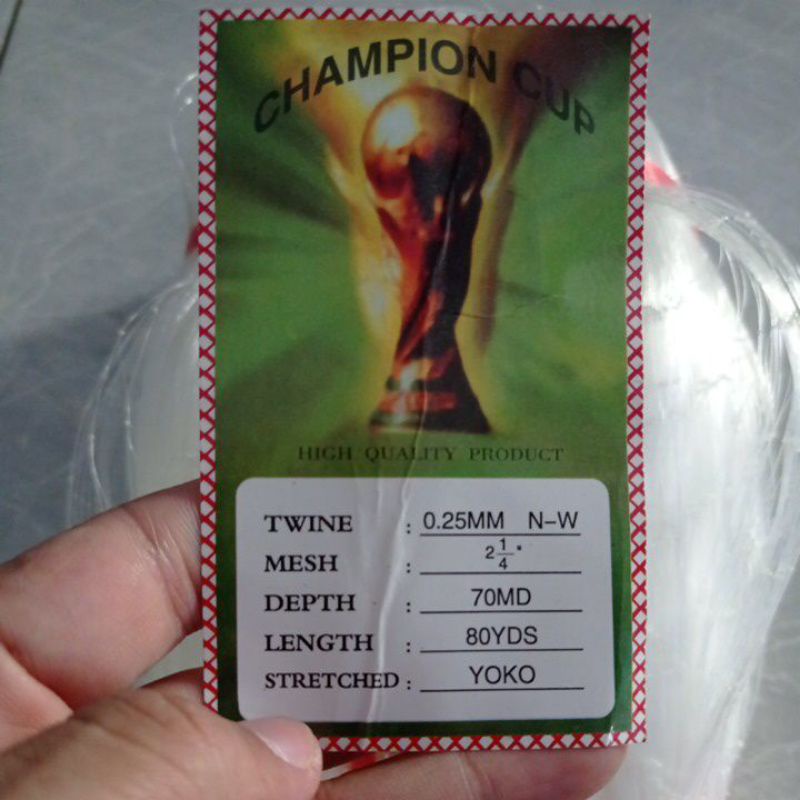 CHAMPION CUP
HIGH QUALITY PRODUCT
TWINE : 0.25MM N-W
MESH : 2 1/4"
DEPTH : 70MD
LENGTH : 80YDS
STRETCHED : YOKO